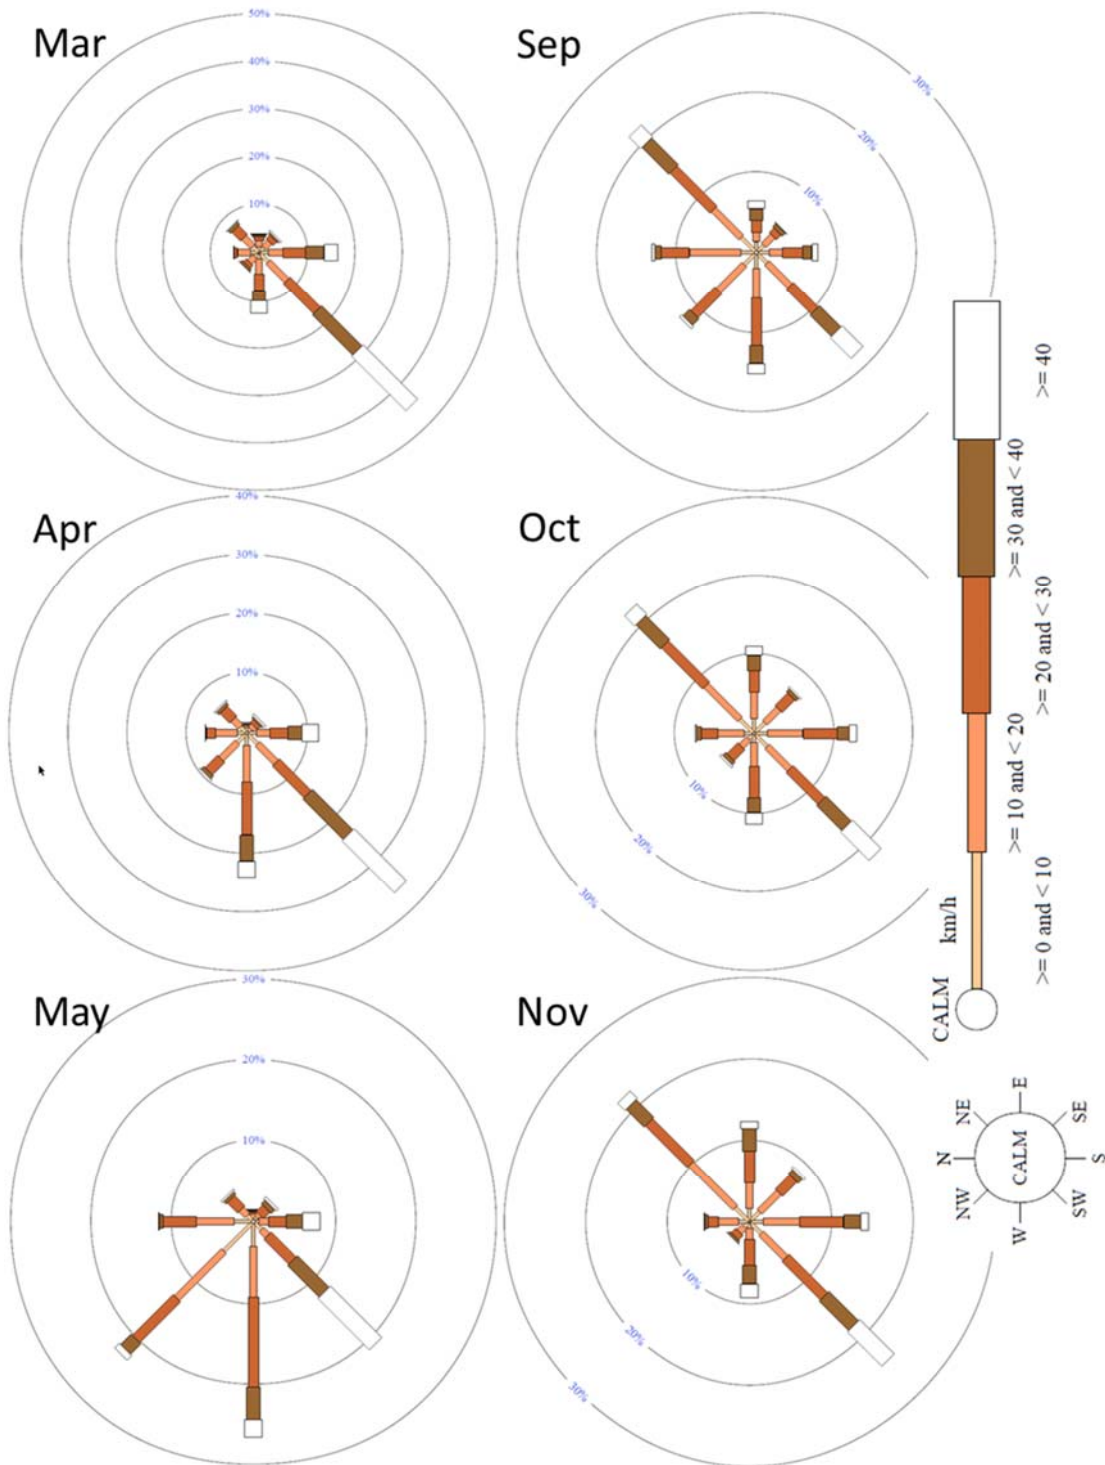 Mar
50%
40%
30%
20%
10%
Sep
30%
20%
10%
Apr
40%
30%
20%
10%
Oct
10%
20%
30%
May
30%
20%
10%
Nov
10%
20%
30%
>= 40
>= 30 and < 40
>= 20 and < 30
>= 10 and < 20
>= 0 and < 10
km/h
CALM
N
NE
E
SE
S
SW
W
NW
CALM